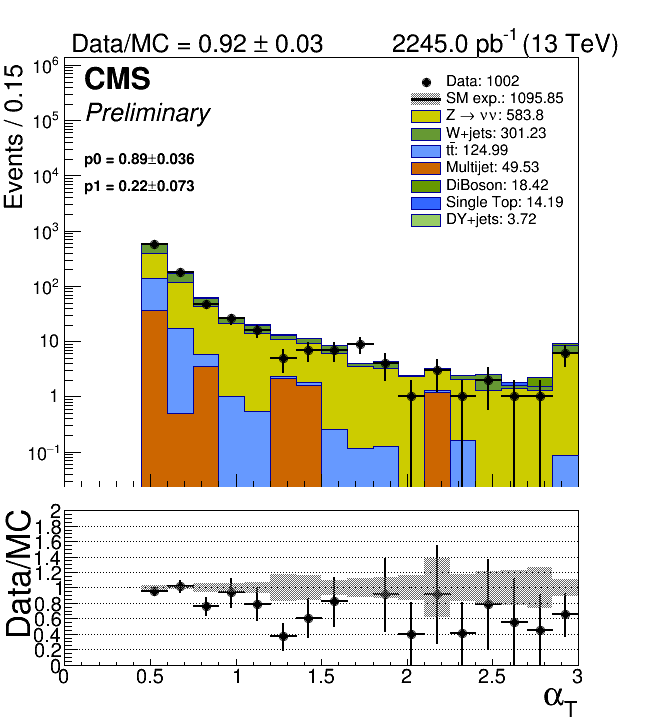 Data/MC = 0.92 ± 0.03
2245.0 pb⁻¹ (13 TeV)
Events / 0.15
10⁶
10⁵
10⁴
10³
10²
10
1
10⁻¹
CMS
Preliminary
p0 = 0.89±0.036
p1 = 0.22±0.073
Data: 1002
SM exp.: 1095.85
Z → νν: 583.8
W+jets: 301.23
tt̄: 124.99
Multijet: 49.53
DiBoson: 18.42
Single Top: 14.19
DY+jets: 3.72
Data/MC
2
1.8
1.6
1.4
1.2
1
0.8
0.6
0.4
0.2
0
0 0.5 1 1.5 2 2.5 3
α_T